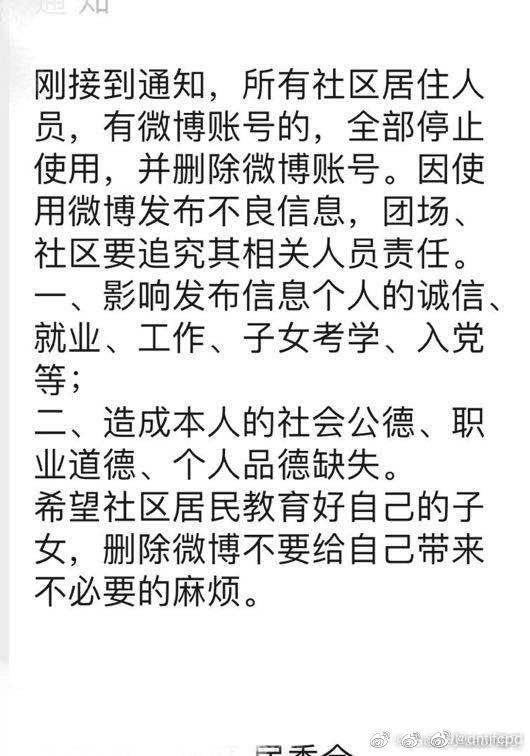 通知
刚接到通知，所有社区居住人
员，有微博账号的，全部停止
使用，并删除微博账号。因使
用微博发布不良信息，团场、
社区要追究其相关人员责任。
一、影响发布信息个人的诚信、
就业、工作、子女考学、入党
等；
二、造成本人的社会公德、职
业道德、个人品德缺失。
希望社区居民教育好自己的子
女，删除微博不要给自己带来
不必要的麻烦。
居委会